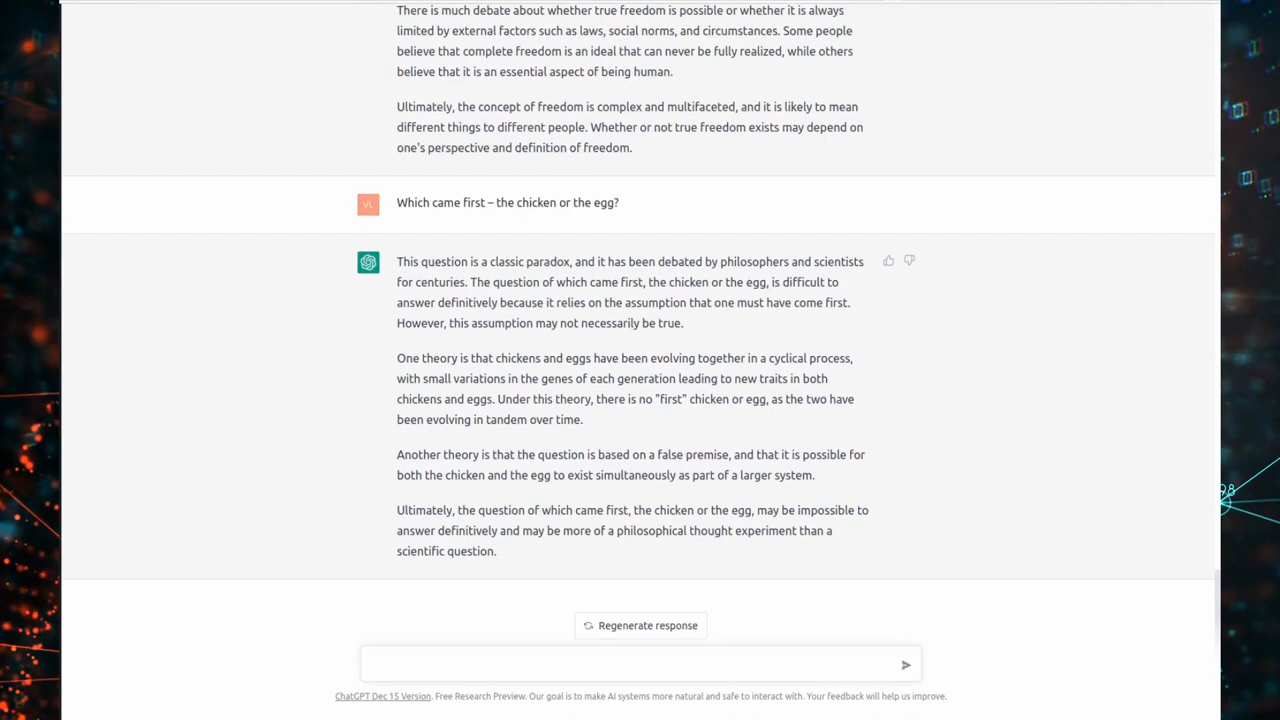 There is much debate about whether true freedom is possible or whether it is always
limited by external factors such as laws, social norms, and circumstances. Some people
believe that complete freedom is an ideal that can never be fully realized, while others
believe that it is an essential aspect of being human.
Ultimately, the concept of freedom is complex and multifaceted, and it is likely to mean
different things to different people. Whether or not true freedom exists may depend on
one's perspective and definition of freedom.
VL
Which came first – the chicken or the egg?
This question is a classic paradox, and it has been debated by philosophers and scientists
for centuries. The question of which came first, the chicken or the egg, is difficult to
answer definitively because it relies on the assumption that one must have come first.
However, this assumption may not necessarily be true.
One theory is that chickens and eggs have been evolving together in a cyclical process,
with small variations in the genes of each generation leading to new traits in both
chickens and eggs. Under this theory, there is no "first" chicken or egg, as the two have
been evolving in tandem over time.
Another theory is that the question is based on a false premise, and that it is possible for
both the chicken and the egg to exist simultaneously as part of a larger system.
Ultimately, the question of which came first, the chicken or the egg, may be impossible to
answer definitively and may be more of a philosophical thought experiment than a
scientific question.
Regenerate response
ChatGPT Dec 15 Version. Free Research Preview. Our goal is to make AI systems more natural and safe to interact with. Your feedback will help us improve.